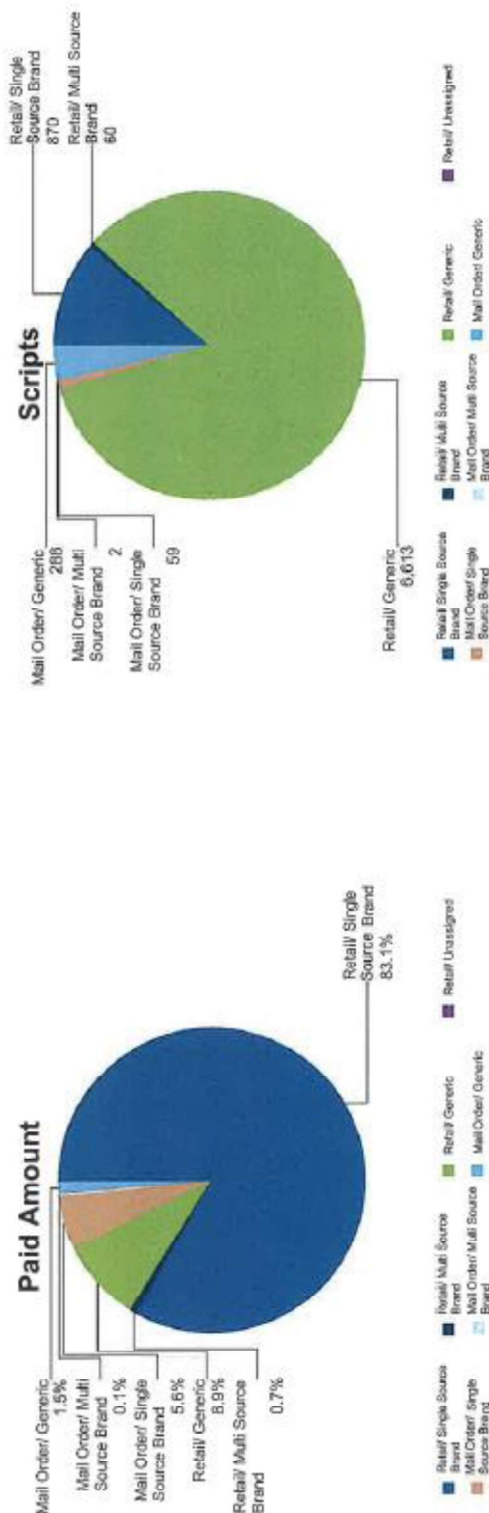 Paid Amount
Mail Order/ Generic
1.5%
Mail Order/ Multi
Source Brand
0.1%
Mail Order/ Single
Source Brand
5.6%
Retail/ Generic
8.9%
Retail/ Multi Source
Brand
0.7%
Retail/ Single
Source Brand
83.1%
Retail/ Single Source
Brand
Retail/ Multi Source
Brand
Retail/ Generic
Retail/ Unassigned
Mail Order/ Single
Source Brand
Mail Order/ Multi Source
Brand
Mail Order/ Generic
Scripts
Mail Order/ Generic
288
Mail Order/ Multi
Source Brand
2
Mail Order/ Single
Source Brand
59
Retail/ Single
Source Brand
870
Retail/ Multi Source
Brand
60
Retail/ Generic
6,613
Retail/ Single Source
Brand
Retail/ Multi Source
Brand
Retail/ Generic
Retail/ Unassigned
Mail Order/ Single
Source Brand
Mail Order/ Multi Source
Brand
Mail Order/ Generic